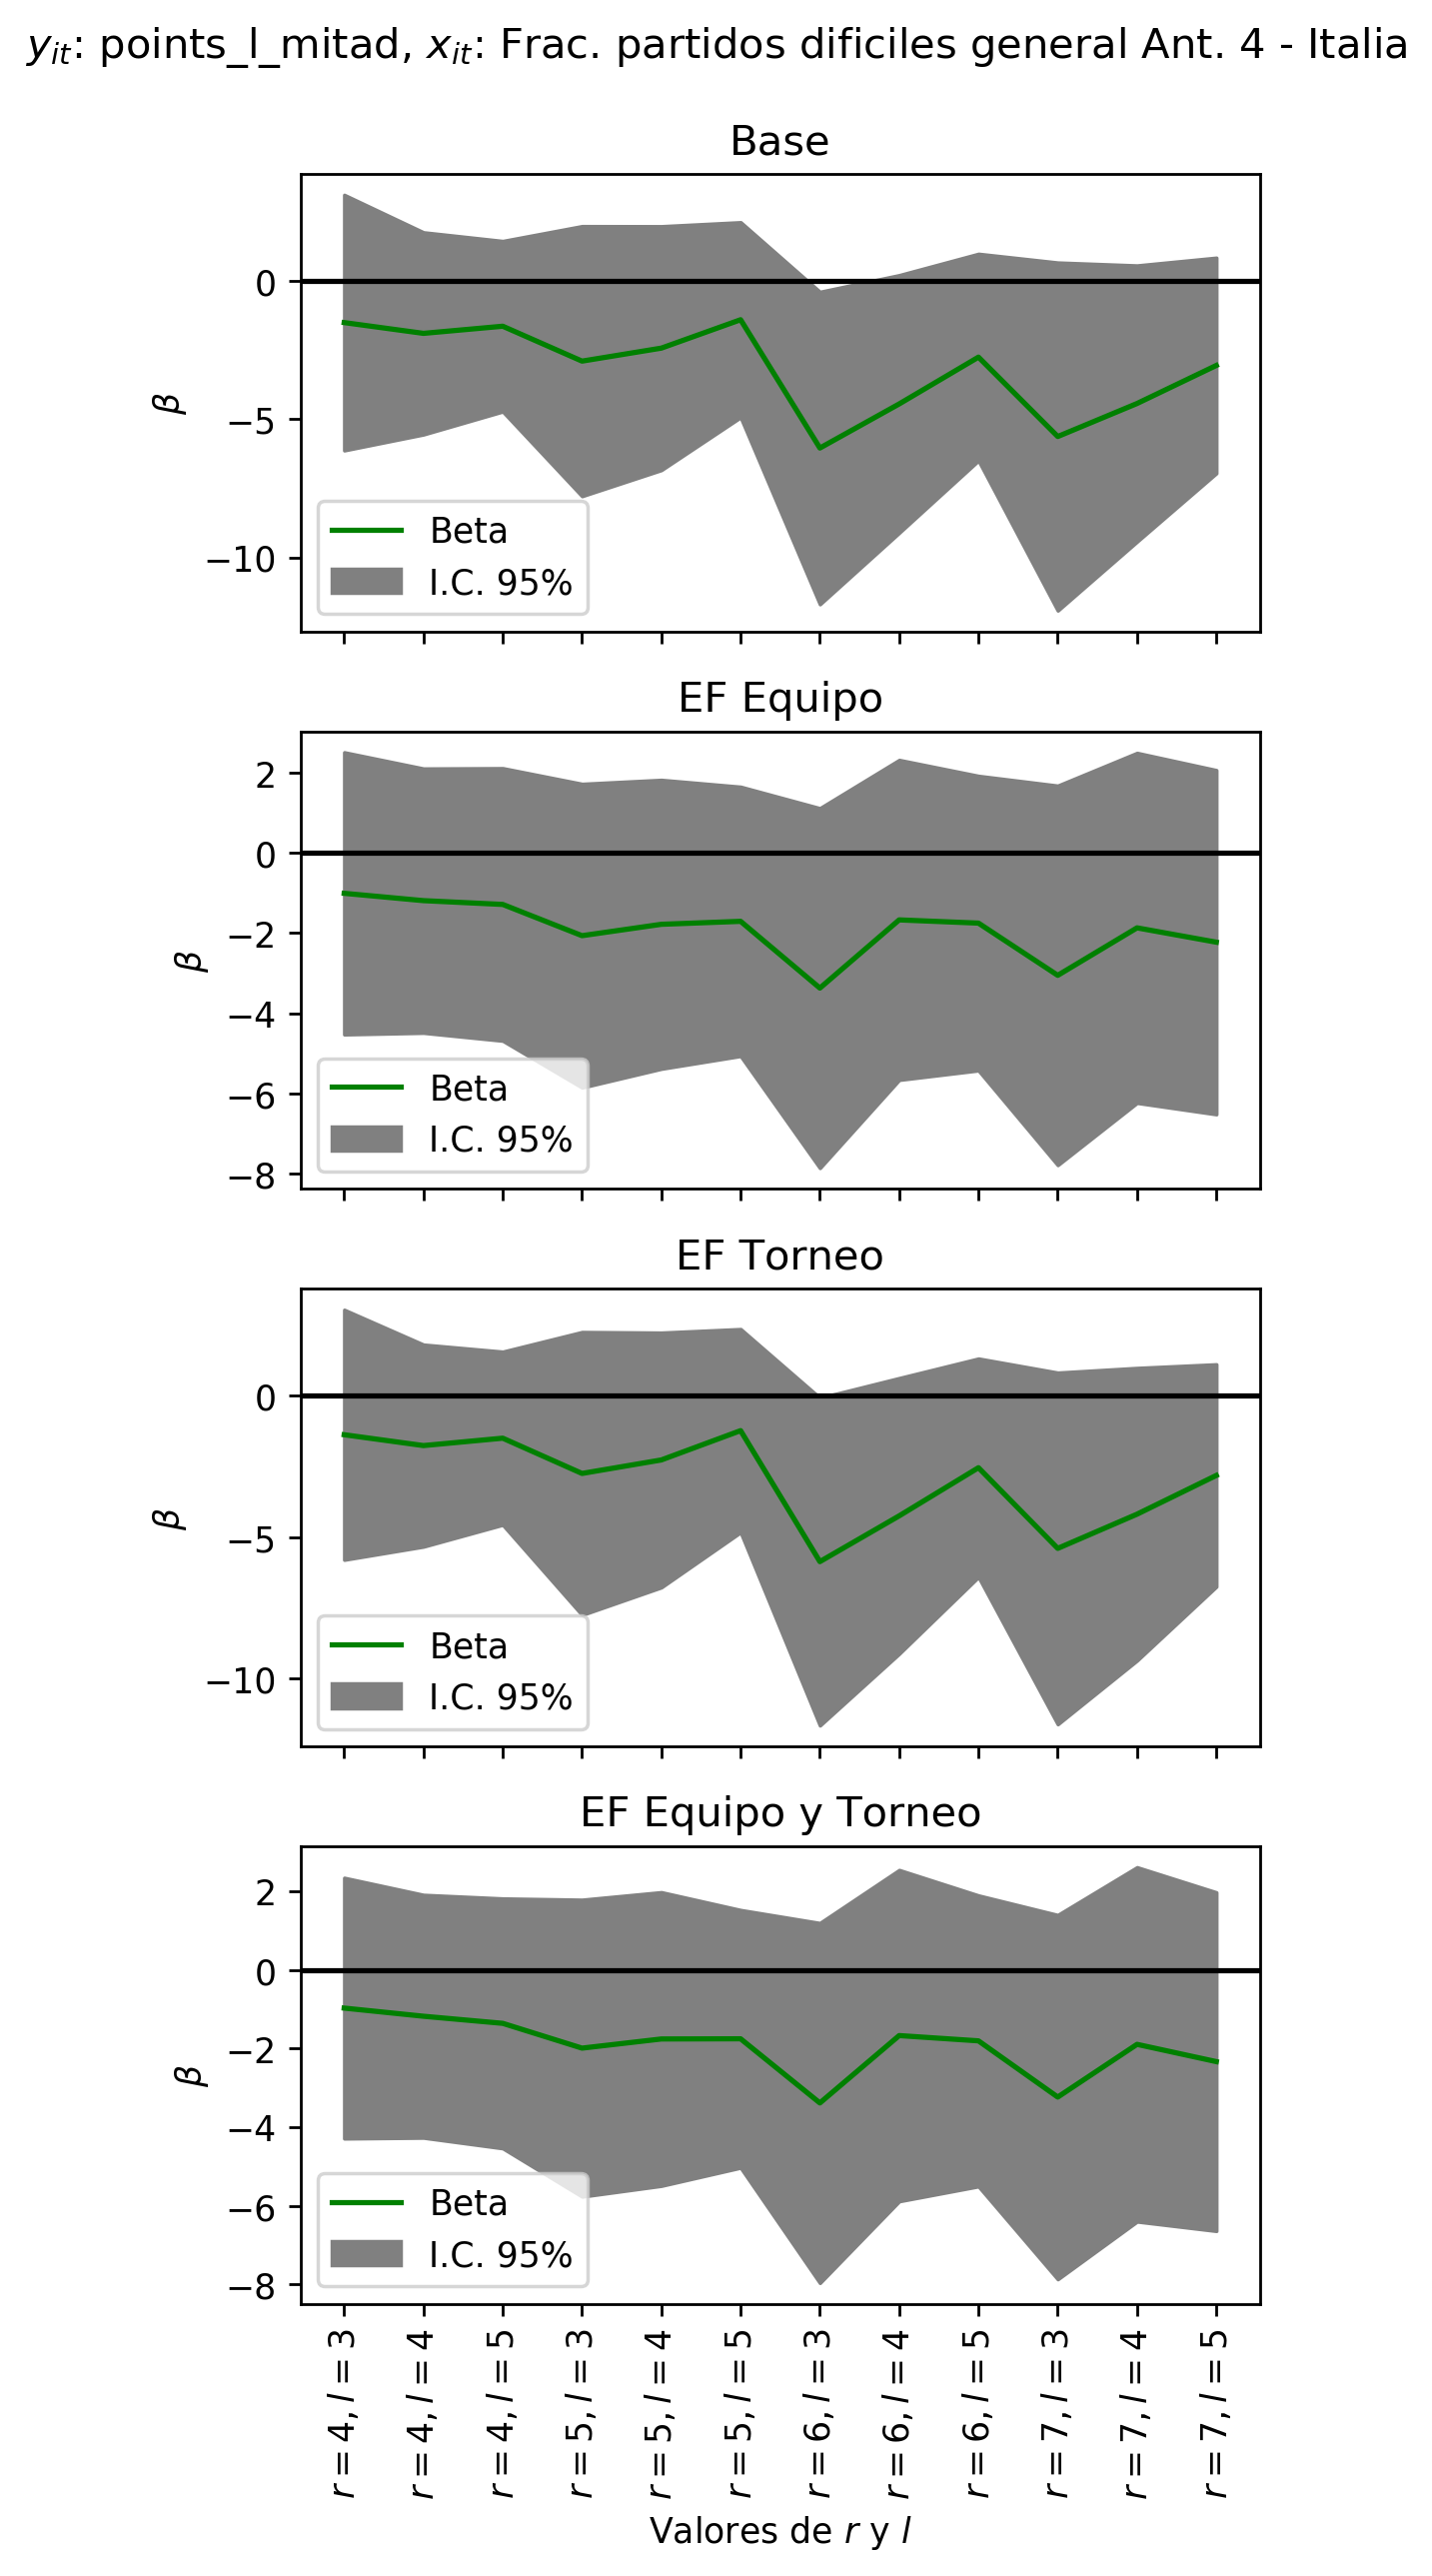 y_it: points_l_mitad, x_it: Frac. partidos dificiles general Ant. 4 - Italia
Base
0
−5
−10
β
Beta
I.C. 95%
EF Equipo
2
0
−2
−4
−6
−8
β
Beta
I.C. 95%
EF Torneo
0
−5
−10
β
Beta
I.C. 95%
EF Equipo y Torneo
2
0
−2
−4
−6
−8
β
Beta
I.C. 95%
r = 4, l = 3
r = 4, l = 4
r = 4, l = 5
r = 5, l = 3
r = 5, l = 4
r = 5, l = 5
r = 6, l = 3
r = 6, l = 4
r = 6, l = 5
r = 7, l = 3
r = 7, l = 4
r = 7, l = 5
Valores de r y l